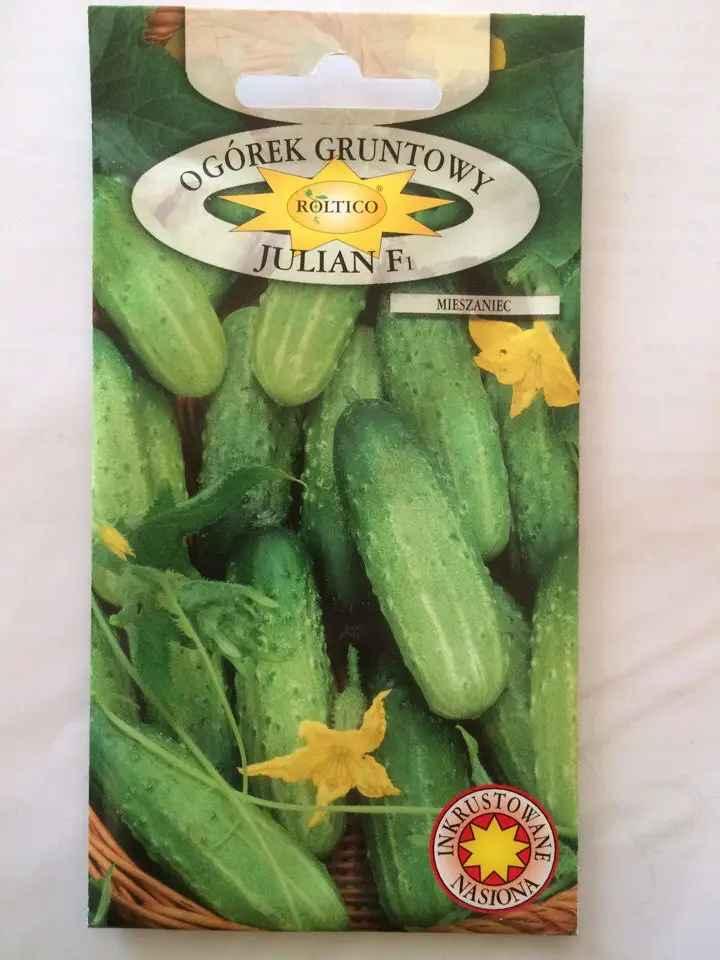 OGÓREK GRUNTOWY
ROLTICO®
JULIAN F1
MIESZANIEC
INKRUSTOWANE
NASIONA